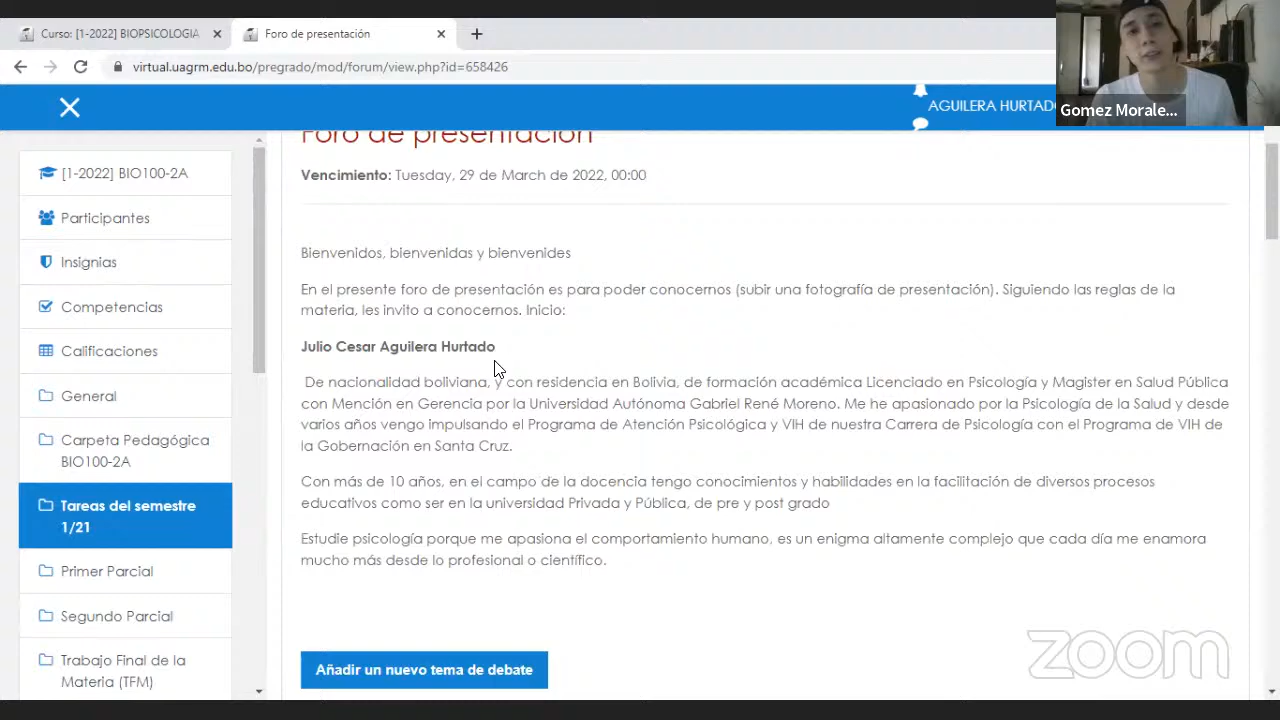 Curso: [1-2022] BIOPSICOLOGIA
Foro de presentación
virtual.uagrm.edu.bo/pregrado/mod/forum/view.php?id=658426
AGUILERA HURTADO
Gomez Morale...
[1-2022] BIO100-2A
Participantes
Insignias
Competencias
Calificaciones
General
Carpeta Pedagógica
BIO100-2A
Tareas del semestre
1/21
Primer Parcial
Segundo Parcial
Trabajo Final de la
Materia (TFM)
Foro de presentación
Vencimiento: Tuesday, 29 de March de 2022, 00:00
Bienvenidos, bienvenidas y bienvenides
En el presente foro de presentación es para poder conocernos (subir una fotografía de presentación). Siguiendo las reglas de la
materia, les invito a conocernos. Inicio:
Julio Cesar Aguilera Hurtado
De nacionalidad boliviana, y con residencia en Bolivia, de formación académica Licenciado en Psicología y Magister en Salud Pública
con Mención en Gerencia por la Universidad Autónoma Gabriel René Moreno. Me he apasionado por la Psicología de la Salud y desde
varios años vengo impulsando el Programa de Atención Psicológica y VIH de nuestra Carrera de Psicología con el Programa de VIH de
la Gobernación en Santa Cruz.
Con más de 10 años, en el campo de la docencia tengo conocimientos y habilidades en la facilitación de diversos procesos
educativos como ser en la universidad Privada y Pública, de pre y post grado
Estudie psicología porque me apasiona el comportamiento humano, es un enigma altamente complejo que cada día me enamora
mucho más desde lo profesional o científico.
Añadir un nuevo tema de debate
zoom